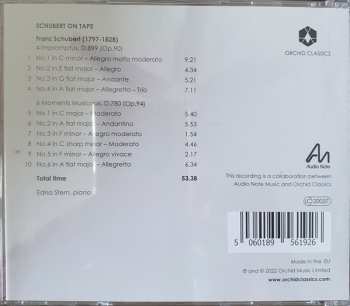 SCHUBERT ON TAPE
Franz Schubert (1797-1828)
4 Impromptus, D.899 (Op.90)
1 No.1 in C minor – Allegro molto moderato 9.21
2 No.2 in E flat major – Allegro 4.34
3 No.3 in G flat major – Andante 5.21
4 No.4 in A flat major – Allegretto – Trio 7.11
6 Moments Musicaux, D.780 (Op.94)
5 No.1 in C major – Moderato 5.40
6 No.2 in A flat major – Andantino 5.53
7 No.3 in F minor – Allegro moderato 1.54
8 No.4 in C sharp minor – Moderato 4.46
9 No.5 in F minor – Allegro vivace 2.17
10 No.6 in A flat major – Allegretto 6.34
Total time 53.38
Edna Stern, piano
ORCHID CLASSICS
Audio Note
This recording is a collaboration between
Audio Note Music and Orchid Classics
5 060189 561926
Made in the EU
℗ and © 2022 Orchid Music Limited
www.orchidclassics.com